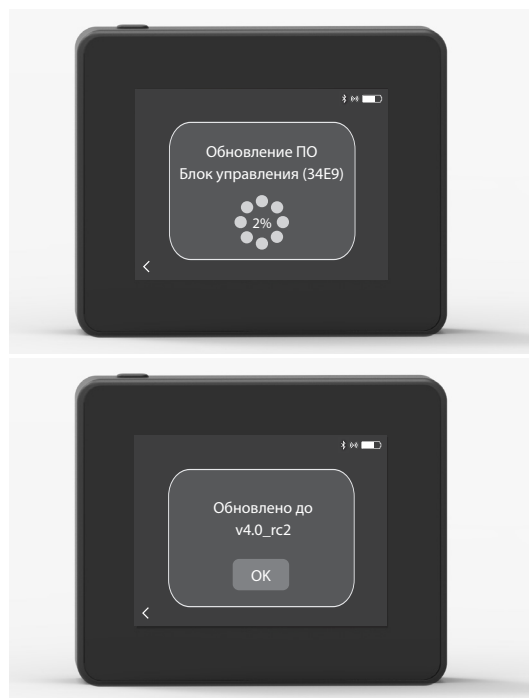 Обновление ПО
Блок управления (34E9)
2%
Обновлено до
v4.0_rc2
OK